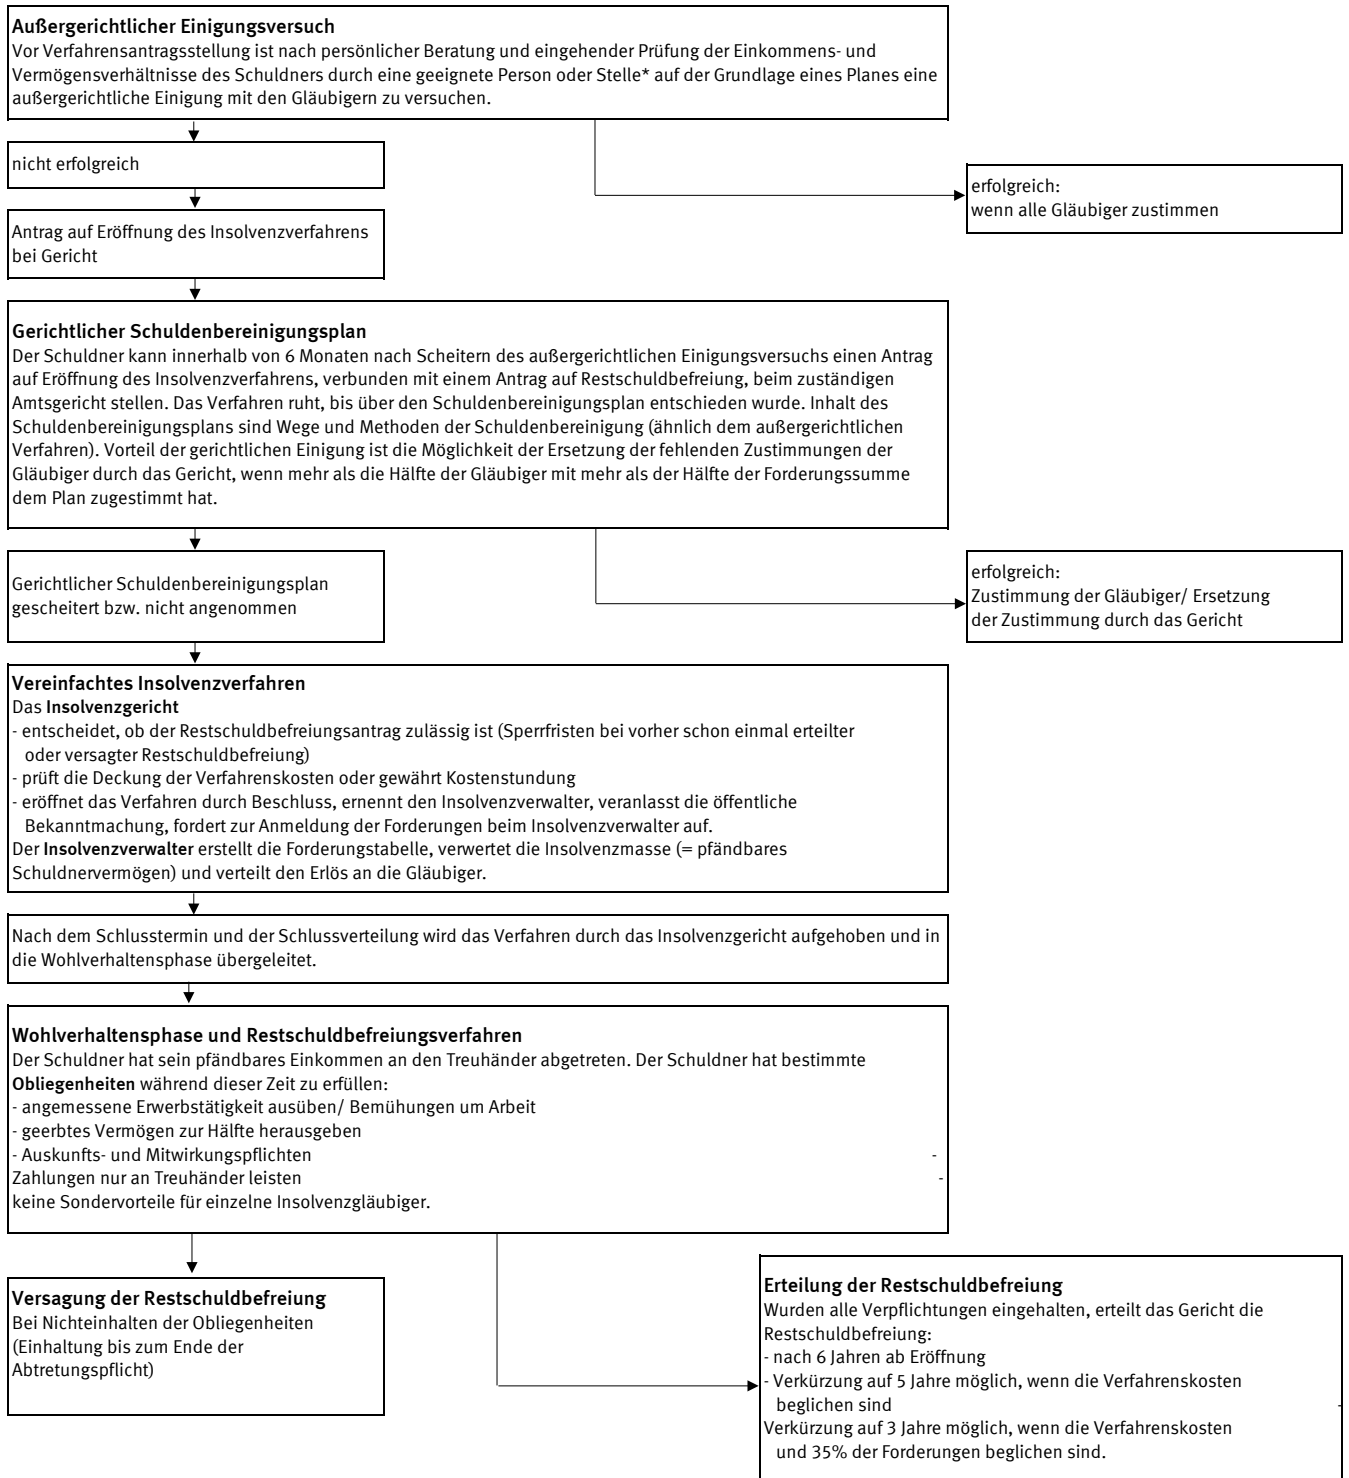 Außergerichtlicher Einigungsversuch
Vor Verfahrensantragsstellung ist nach persönlicher Beratung und eingehender Prüfung der Einkommens- und
Vermögensverhältnisse des Schuldners durch eine geeignete Person oder Stelle* auf der Grundlage eines Planes eine
außergerichtliche Einigung mit den Gläubigern zu versuchen.
nicht erfolgreich
erfolgreich:
wenn alle Gläubiger zustimmen
Antrag auf Eröffnung des Insolvenzverfahrens
bei Gericht
Gerichtlicher Schuldenbereinigungsplan
Der Schuldner kann innerhalb von 6 Monaten nach Scheitern des außergerichtlichen Einigungsversuchs einen Antrag
auf Eröffnung des Insolvenzverfahrens, verbunden mit einem Antrag auf Restschuldbefreiung, beim zuständigen
Amtsgericht stellen. Das Verfahren ruht, bis über den Schuldenbereinigungsplan entschieden wurde. Inhalt des
Schuldenbereinigungsplans sind Wege und Methoden der Schuldenbereinigung (ähnlich dem außergerichtlichen
Verfahren). Vorteil der gerichtlichen Einigung ist die Möglichkeit der Ersetzung der fehlenden Zustimmungen der
Gläubiger durch das Gericht, wenn mehr als die Hälfte der Gläubiger mit mehr als der Hälfte der Forderungssumme
dem Plan zugestimmt hat.
Gerichtlicher Schuldenbereinigungsplan
gescheitert bzw. nicht angenommen
erfolgreich:
Zustimmung der Gläubiger/ Ersetzung
der Zustimmung durch das Gericht
Vereinfachtes Insolvenzverfahren
Das Insolvenzgericht
- entscheidet, ob der Restschuldbefreiungsantrag zulässig ist (Sperrfristen bei vorher schon einmal erteilter
oder versagter Restschuldbefreiung)
- prüft die Deckung der Verfahrenskosten oder gewährt Kostenstundung
- eröffnet das Verfahren durch Beschluss, ernennt den Insolvenzverwalter, veranlasst die öffentliche
Bekanntmachung, fordert zur Anmeldung der Forderungen beim Insolvenzverwalter auf.
Der Insolvenzverwalter erstellt die Forderungstabelle, verwertet die Insolvenzmasse (= pfändbares
Schuldnervermögen) und verteilt den Erlös an die Gläubiger.
Nach dem Schlusstermin und der Schlussverteilung wird das Verfahren durch das Insolvenzgericht aufgehoben und in
die Wohlverhaltensphase übergeleitet.
Wohlverhaltensphase und Restschuldbefreiungsverfahren
Der Schuldner hat sein pfändbares Einkommen an den Treuhänder abgetreten. Der Schuldner hat bestimmte
Obliegenheiten während dieser Zeit zu erfüllen:
- angemessene Erwerbstätigkeit ausüben/ Bemühungen um Arbeit
- geerbtes Vermögen zur Hälfte herausgeben
- Auskunfts- und Mitwirkungspflichten -
Zahlungen nur an Treuhänder leisten -
keine Sondervorteile für einzelne Insolvenzgläubiger.
Versagung der Restschuldbefreiung
Bei Nichteinhalten der Obliegenheiten
(Einhaltung bis zum Ende der
Abtretungspflicht)
Erteilung der Restschuldbefreiung
Wurden alle Verpflichtungen eingehalten, erteilt das Gericht die
Restschuldbefreiung:
- nach 6 Jahren ab Eröffnung
- Verkürzung auf 5 Jahre möglich, wenn die Verfahrenskosten
beglichen sind -
Verkürzung auf 3 Jahre möglich, wenn die Verfahrenskosten
und 35% der Forderungen beglichen sind.